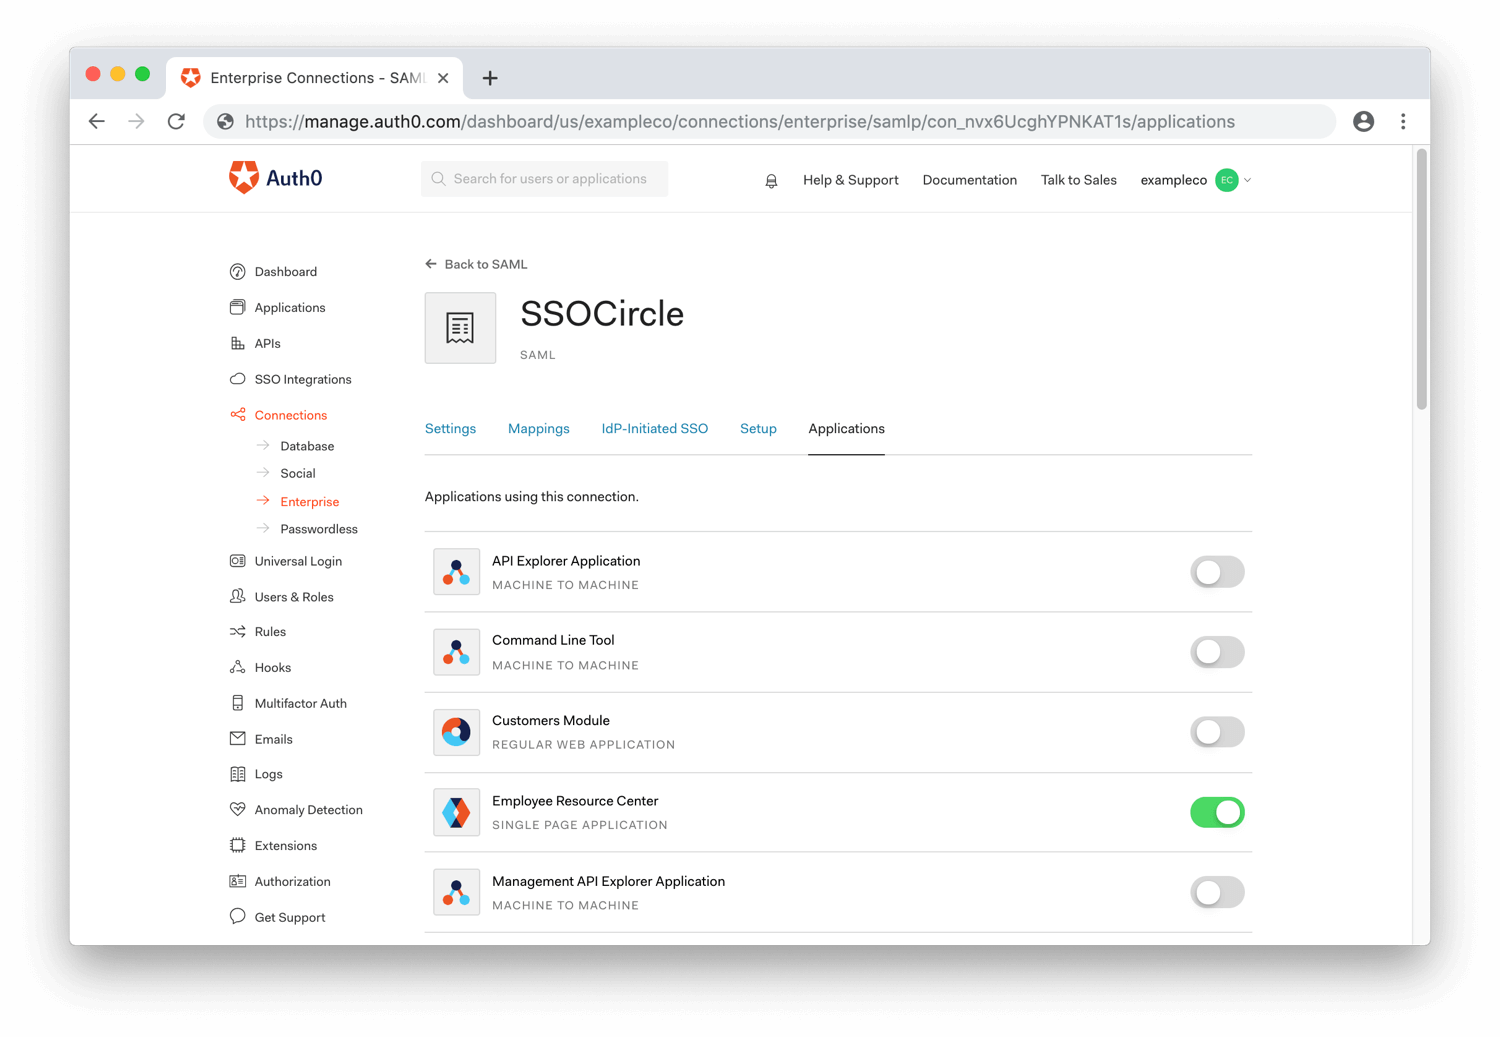 Enterprise Connections - SAML
https://manage.auth0.com/dashboard/us/exampleco/connections/enterprise/samlp/con_nvx6UcghYPNKAT1s/applications
Auth0
Search for users or applications
Help & Support
Documentation
Talk to Sales
exampleco
EC
Dashboard
Applications
APIs
SSO Integrations
Connections
Database
Social
Enterprise
Passwordless
Universal Login
Users & Roles
Rules
Hooks
Multifactor Auth
Emails
Logs
Anomaly Detection
Extensions
Authorization
Get Support
Back to SAML
SSOCircle
SAML
Settings
Mappings
IdP-Initiated SSO
Setup
Applications
Applications using this connection.
API Explorer Application
MACHINE TO MACHINE
Command Line Tool
MACHINE TO MACHINE
Customers Module
REGULAR WEB APPLICATION
Employee Resource Center
SINGLE PAGE APPLICATION
Management API Explorer Application
MACHINE TO MACHINE